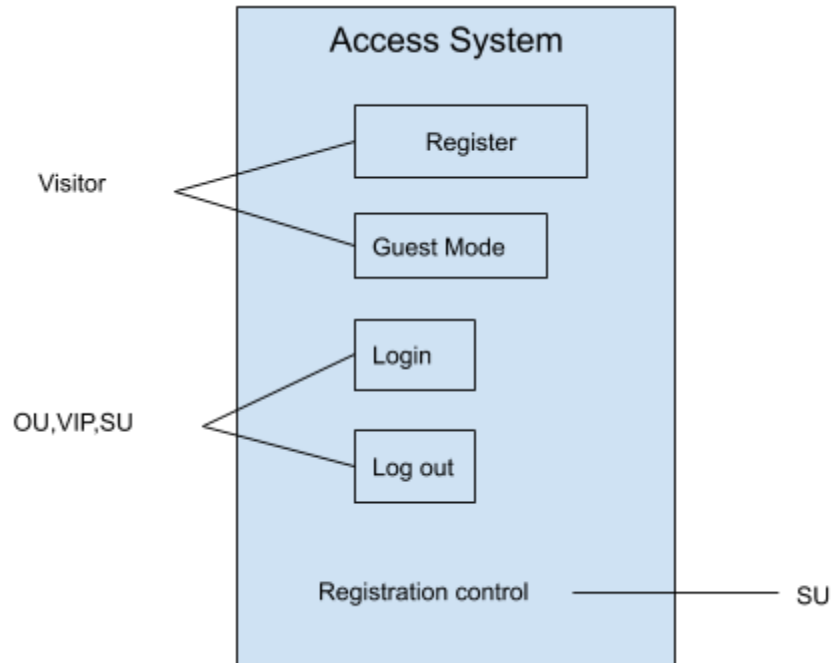 Access System
Register
Visitor
Guest Mode
Login
OU,VIP,SU
Log out
Registration control
SU